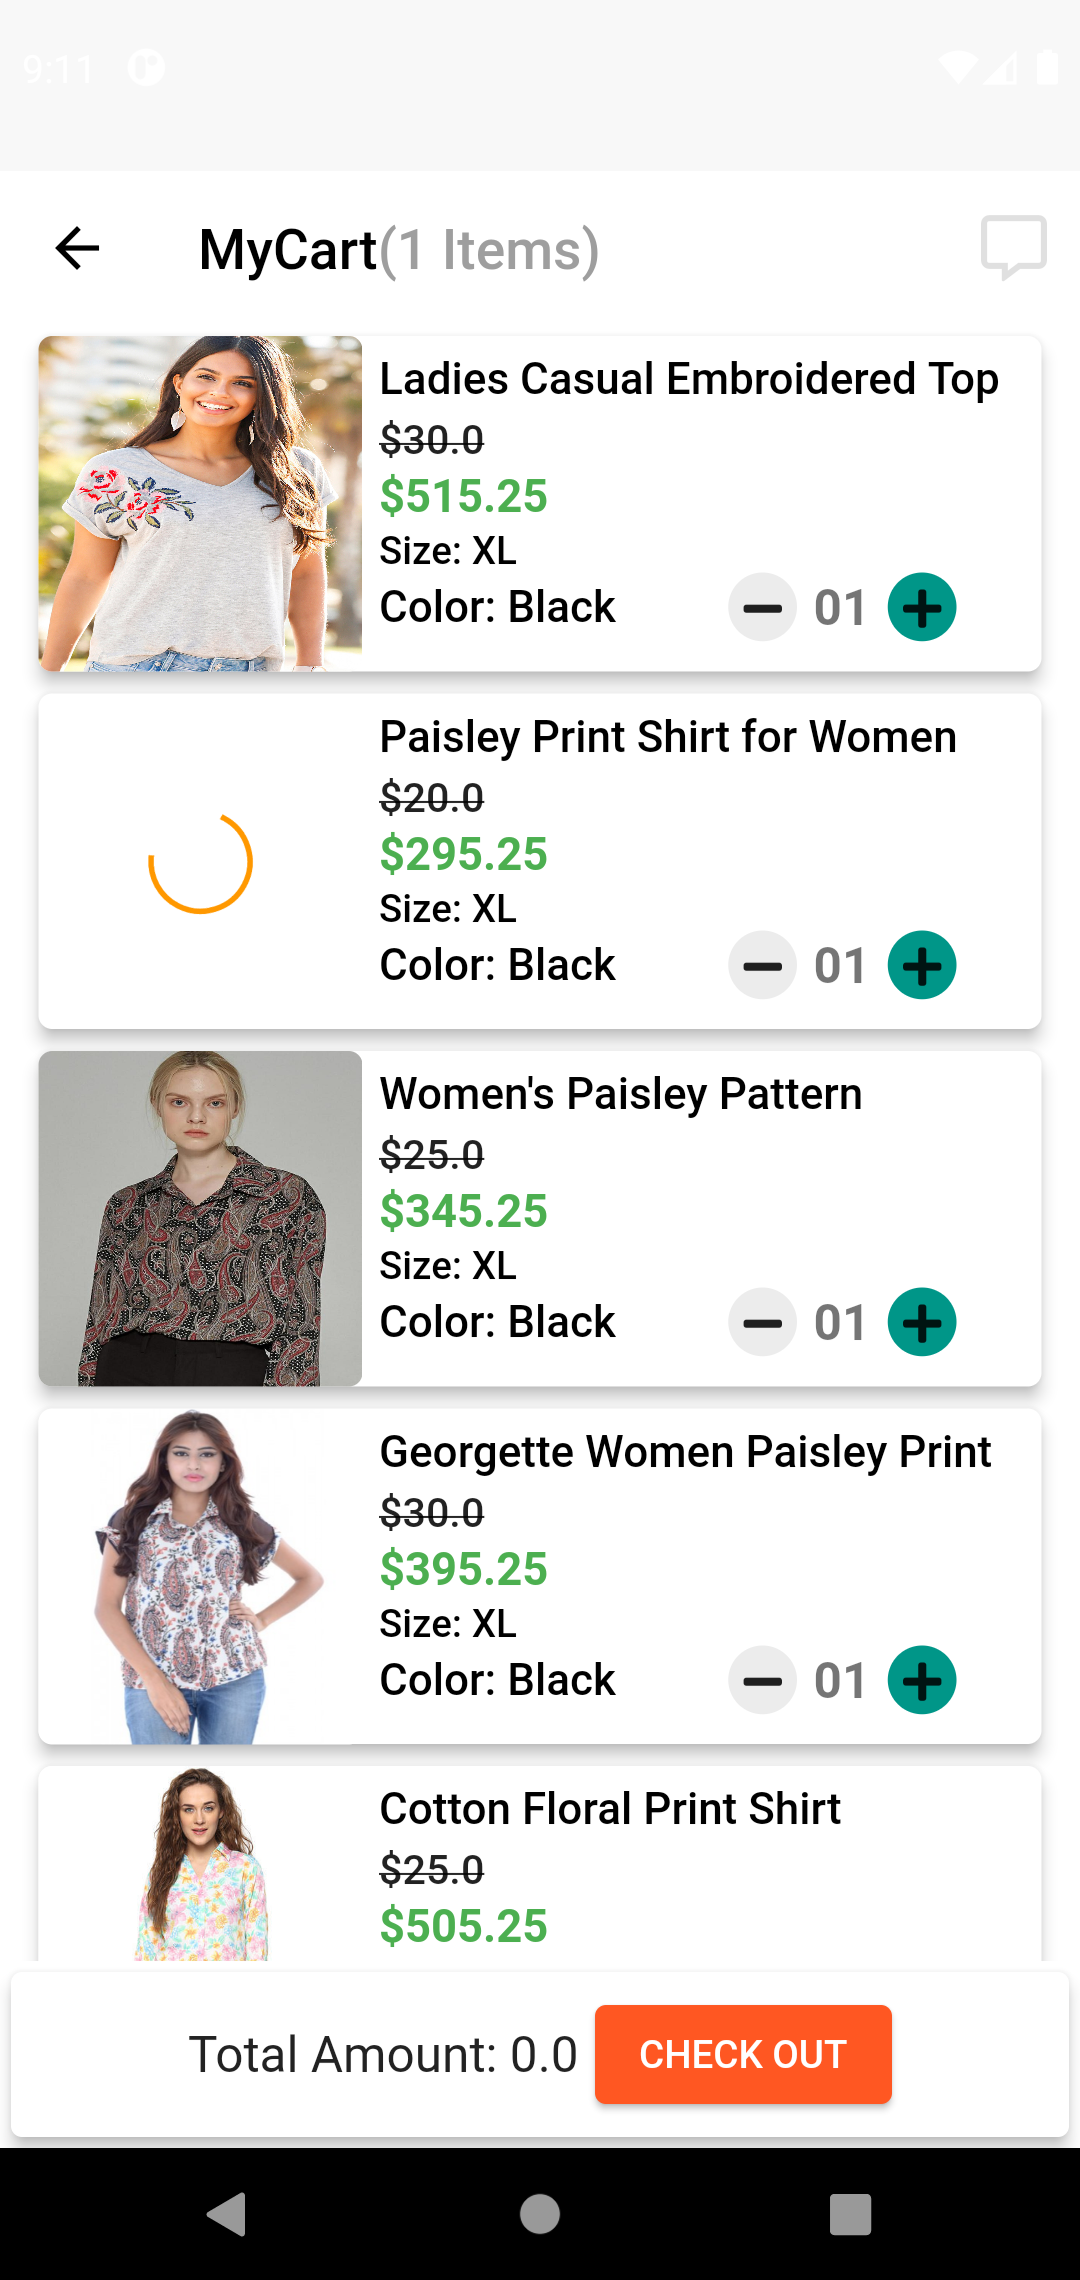 9:11
MyCart(1 Items)
Ladies Casual Embroidered Top
$30.0
$515.25
Size: XL
Color: Black
01
Paisley Print Shirt for Women
$20.0
$295.25
Size: XL
Color: Black
01
Women's Paisley Pattern
$25.0
$345.25
Size: XL
Color: Black
01
Georgette Women Paisley Print
$30.0
$395.25
Size: XL
Color: Black
01
Cotton Floral Print Shirt
$25.0
$505.25
Total Amount: 0.0
CHECK OUT